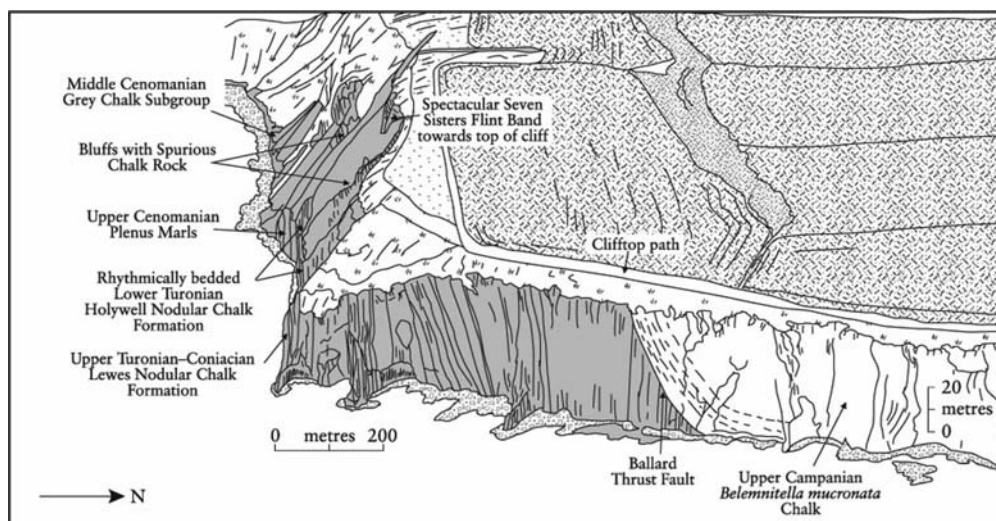 Middle Cenomanian
Grey Chalk Subgroup
Bluffs with Spurious
Chalk Rock
Upper Cenomanian
Plenus Marls
Rhythmically bedded
Lower Turonian
Holywell Nodular Chalk
Formation
Upper Turonian–Coniacian
Lewes Nodular Chalk
Formation
Spectacular Seven
Sisters Flint Band
towards top of cliff
Clifftop path
20
metres
0
0 metres 200
Ballard
Thrust Fault
Upper Campanian
Belemnitella mucronata
Chalk
N